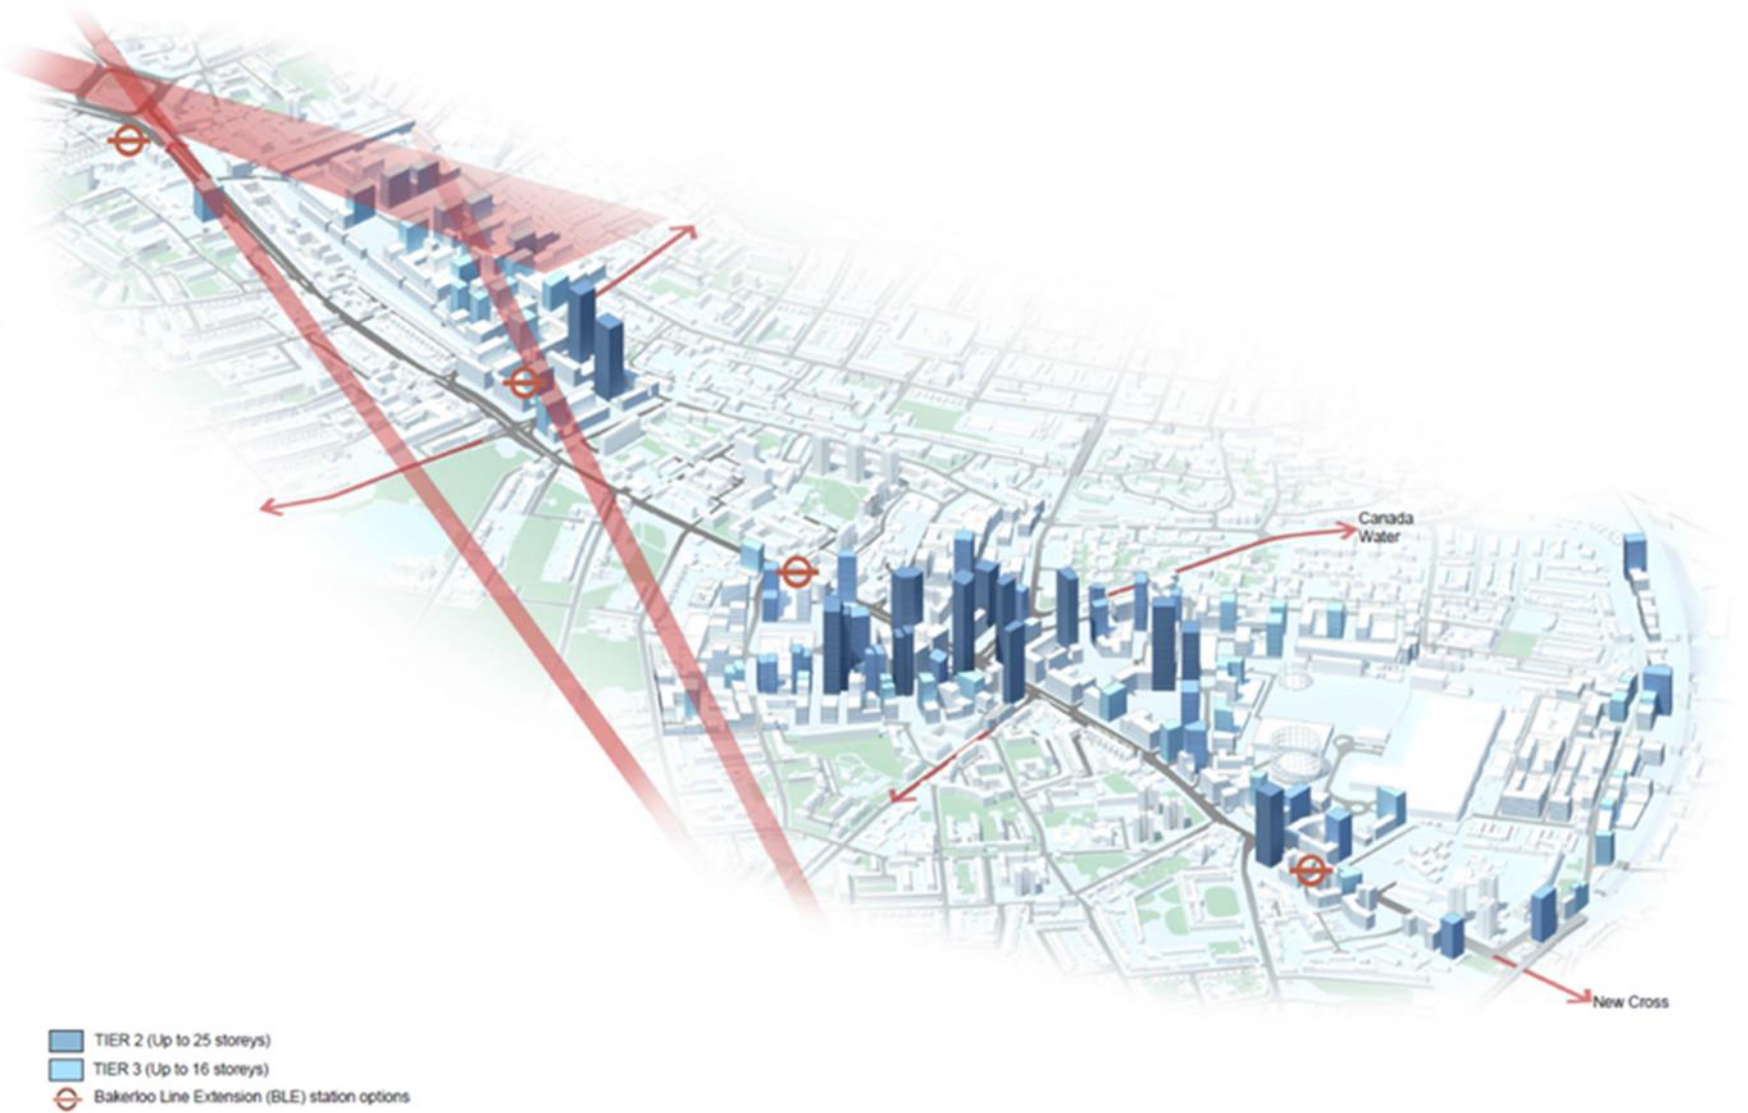 Canada
Water
New Cross
TIER 2 (Up to 25 storeys)
TIER 3 (Up to 16 storeys)
Bakerloo Line Extension (BLE) station options